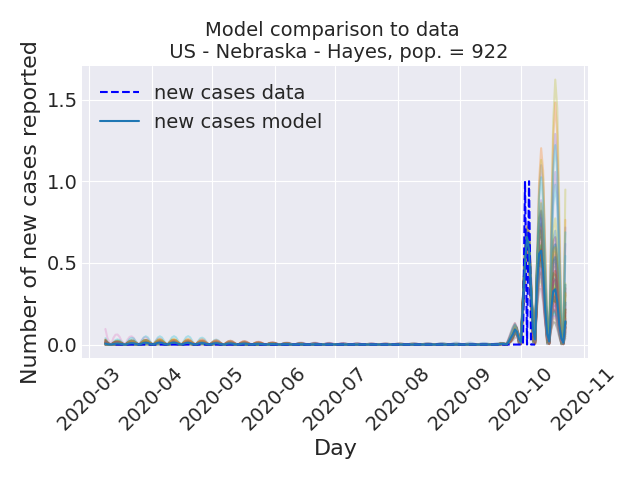 Model comparison to data
US - Nebraska - Hayes, pop. = 922
new cases data
new cases model
Number of new cases reported
1.5
1.0
0.5
0.0
2020-03
2020-04
2020-05
2020-06
2020-07
2020-08
2020-09
2020-10
2020-11
Day